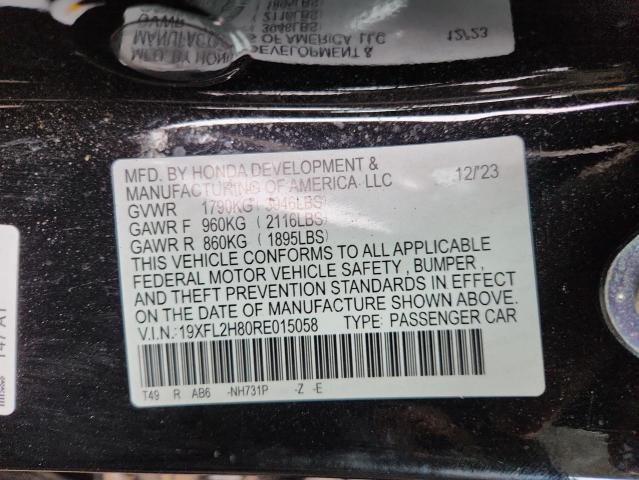 MFD. BY HONDA DEVELOPMENT &
MANUFACTURING OF AMERICA, LLC 12/'23
GVWR 1790KG ( 3946LBS)
GAWR F 960KG ( 2116LBS)
GAWR R 860KG ( 1895LBS)
THIS VEHICLE CONFORMS TO ALL APPLICABLE
FEDERAL MOTOR VEHICLE SAFETY , BUMPER ,
AND THEFT PREVENTION STANDARDS IN EFFECT
ON THE DATE OF MANUFACTURE SHOWN ABOVE.
V.I.N.:19XFL2H80RE015058 TYPE: PASSENGER CAR
T49 R AB6 -NH731P -Z -E